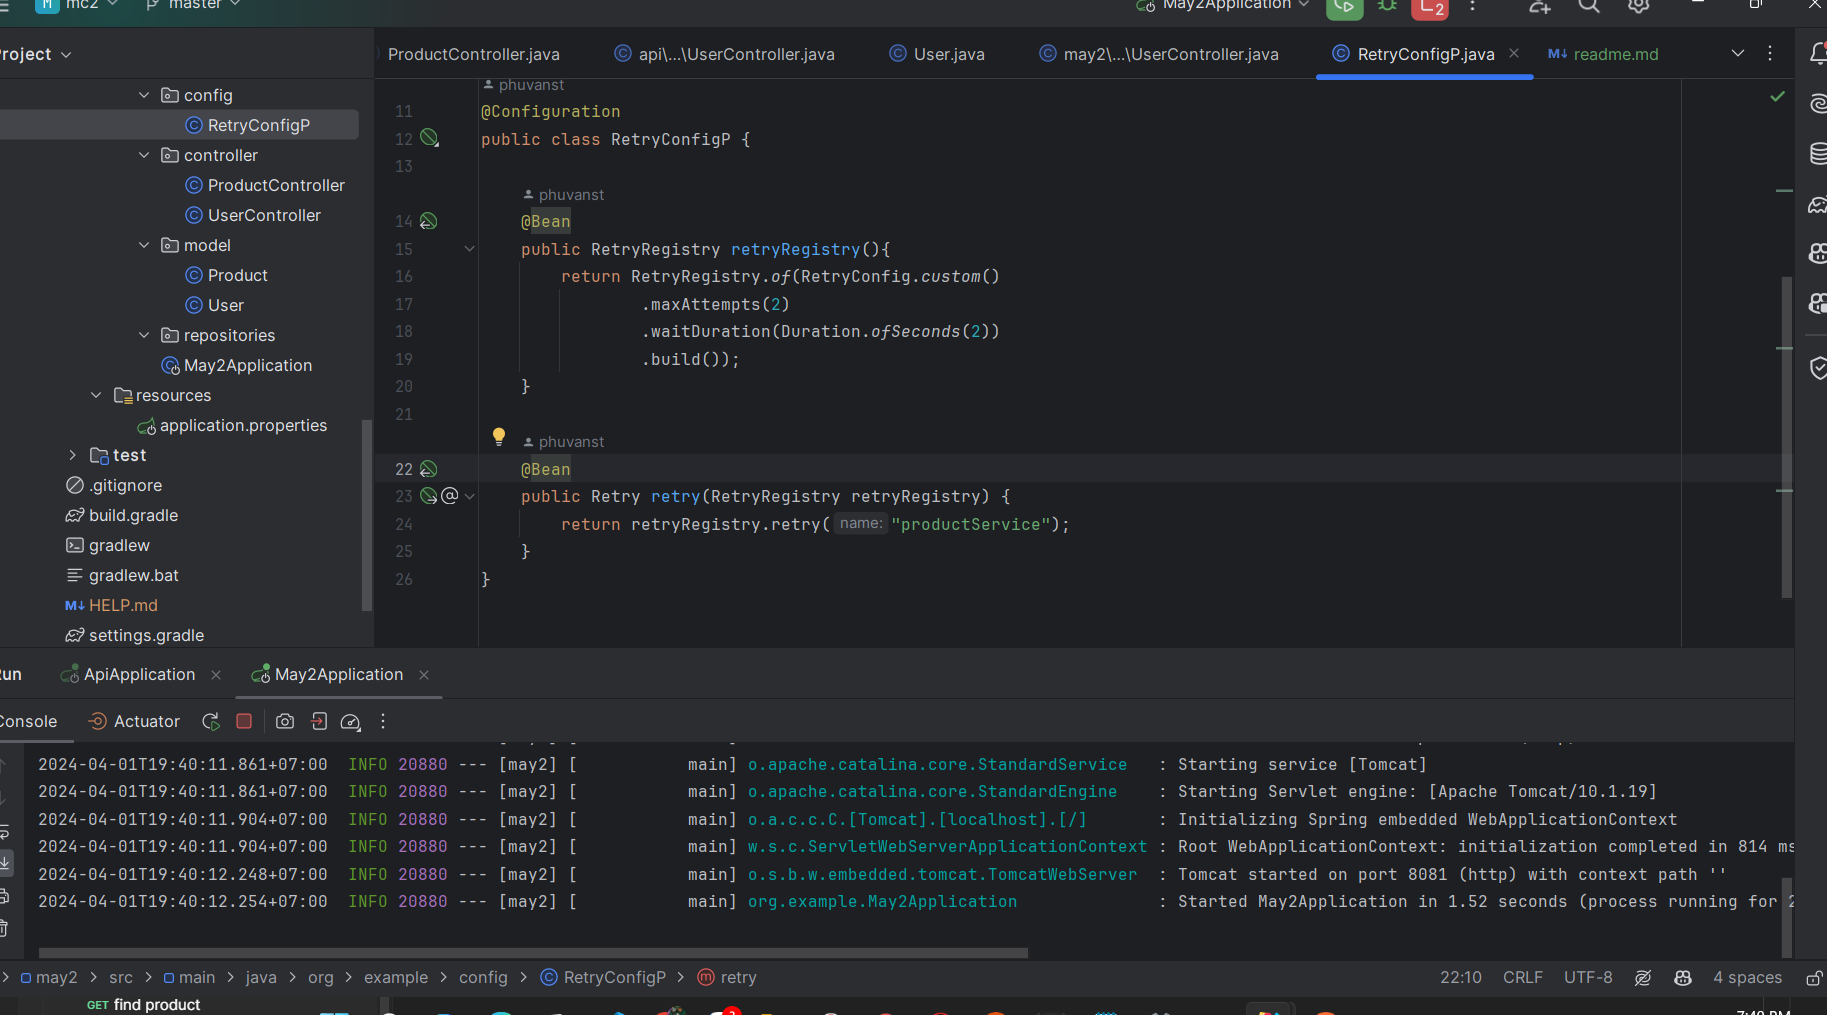 M mc2 master May2Application 2
Project
ProductController.java api\...\UserController.java User.java may2\...\UserController.java RetryConfigP.java M↓ readme.md
config
RetryConfigP
controller
ProductController
UserController
model
Product
User
repositories
May2Application
resources
application.properties
test
.gitignore
build.gradle
gradlew
gradlew.bat
M↓ HELP.md
settings.gradle
phuvanst
11 @Configuration
12 public class RetryConfigP {
13
phuvanst
14 @Bean
15 public RetryRegistry retryRegistry(){
16 return RetryRegistry.of(RetryConfig.custom()
17 .maxAttempts(2)
18 .waitDuration(Duration.ofSeconds(2))
19 .build());
20 }
21
phuvanst
22 @Bean
23 public Retry retry(RetryRegistry retryRegistry) {
24 return retryRegistry.retry( name: "productService");
25 }
26 }
Run ApiApplication May2Application
Console Actuator
2024-04-01T19:40:11.861+07:00 INFO 20880 --- [may2] [ main] o.apache.catalina.core.StandardService : Starting service [Tomcat]
2024-04-01T19:40:11.861+07:00 INFO 20880 --- [may2] [ main] o.apache.catalina.core.StandardEngine : Starting Servlet engine: [Apache Tomcat/10.1.19]
2024-04-01T19:40:11.904+07:00 INFO 20880 --- [may2] [ main] o.a.c.c.C.[Tomcat].[localhost].[/] : Initializing Spring embedded WebApplicationContext
2024-04-01T19:40:11.904+07:00 INFO 20880 --- [may2] [ main] w.s.c.ServletWebServerApplicationContext : Root WebApplicationContext: initialization completed in 814 ms
2024-04-01T19:40:12.248+07:00 INFO 20880 --- [may2] [ main] o.s.b.w.embedded.tomcat.TomcatWebServer : Tomcat started on port 8081 (http) with context path ''
2024-04-01T19:40:12.254+07:00 INFO 20880 --- [may2] [ main] org.example.May2Application : Started May2Application in 1.52 seconds (process running for 2
may2 > src > main > java > org > example > config > RetryConfigP > retry 22:10 CRLF UTF-8 4 spaces
GET find product